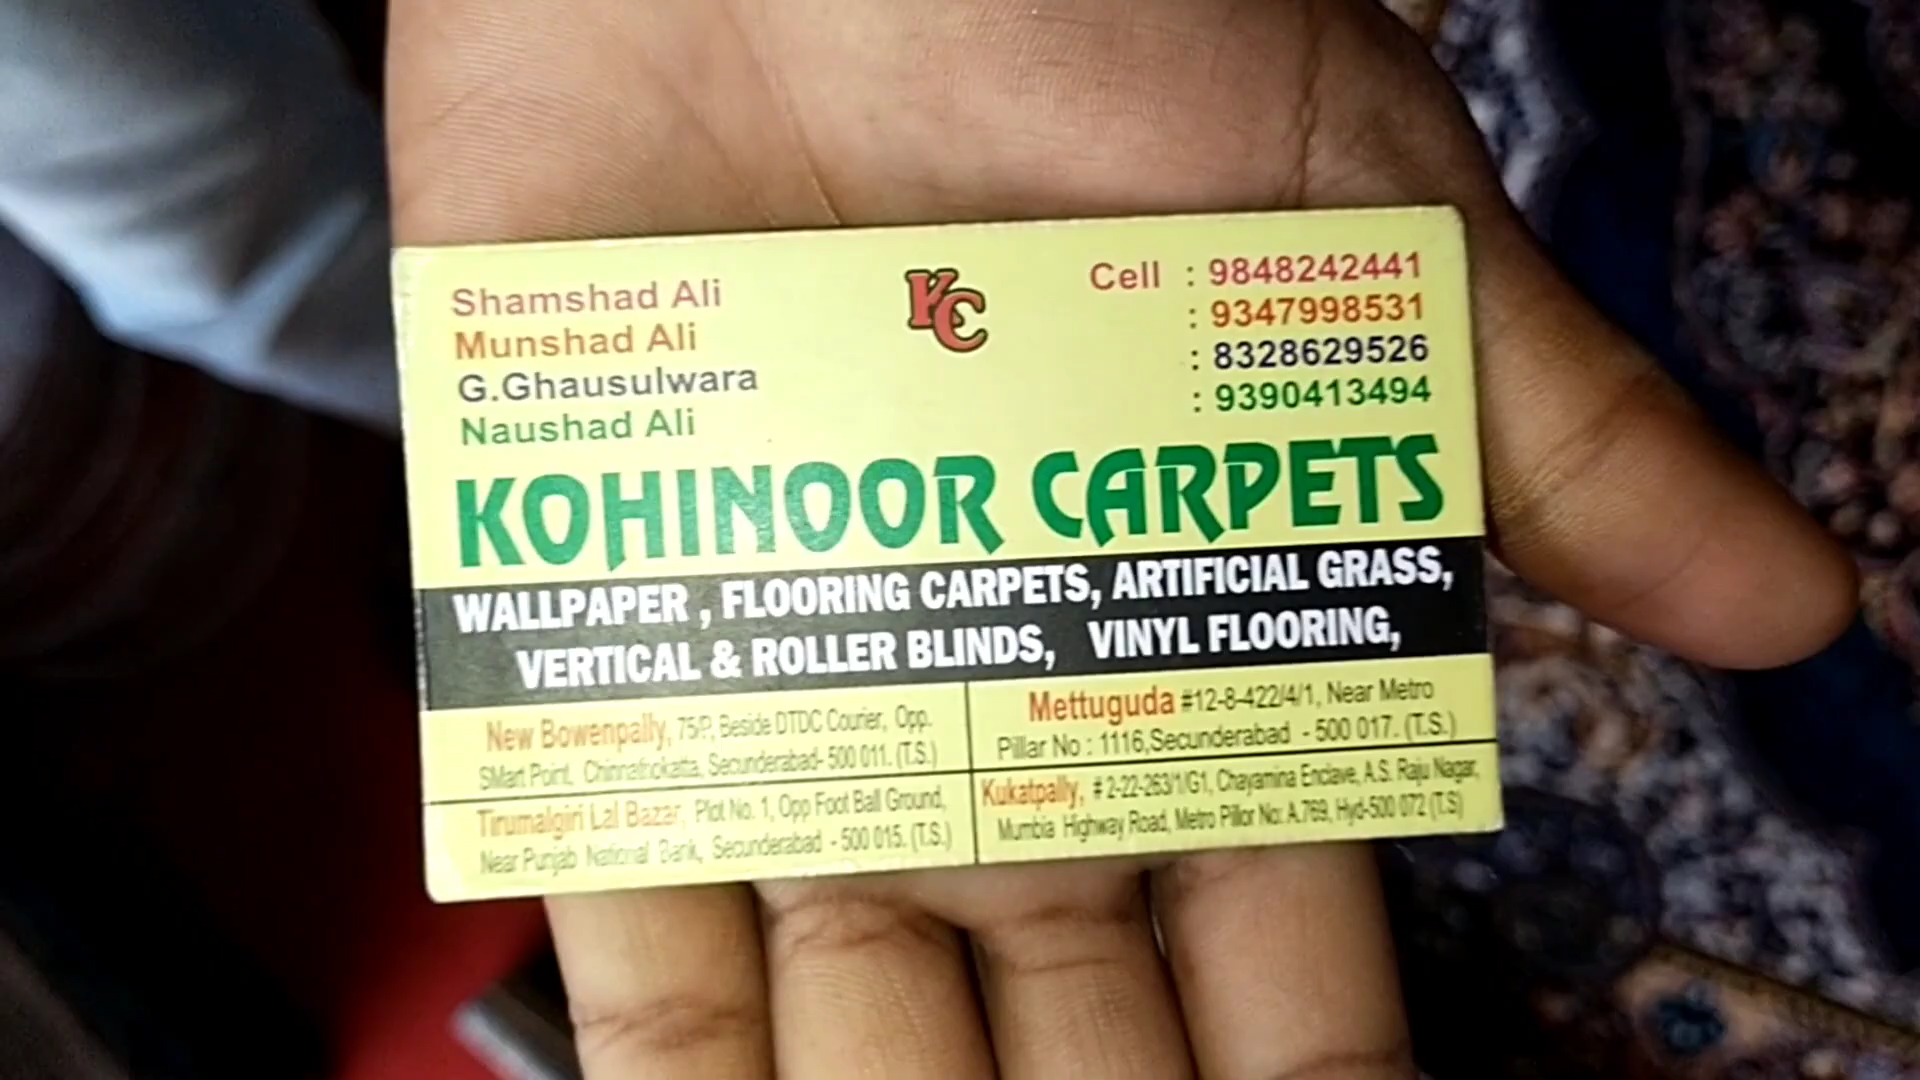 Shamshad Ali
Munshad Ali
G.Ghausulwara
Naushad Ali
KC
Cell : 9848242441
: 9347998531
: 8328629526
: 9390413494
KOHINOOR CARPETS
WALLPAPER , FLOORING CARPETS, ARTIFICIAL GRASS,
VERTICAL & ROLLER BLINDS, VINYL FLOORING,
New Bowenpally, 75/P, Beside DTDC Courier, Opp.
SMart Point, Chinnathokatta, Secunderabad- 500 011. (T.S.)
Mettuguda #12-8-422/4/1, Near Metro
Pillar No : 1116,Secunderabad - 500 017. (T.S.)
Tirumalgiri Lal Bazar, Plot No. 1, Opp Foot Ball Ground,
Near Punjab National Bank, Secunderabad - 500 015. (T.S.)
Kukatpally, # 2-22-263/1/G1, Chayamina Enclave, A.S. Raju Nagar,
Mumbia Highway Road, Metro Pillor No: A.769, Hyd-500 072 (T.S)